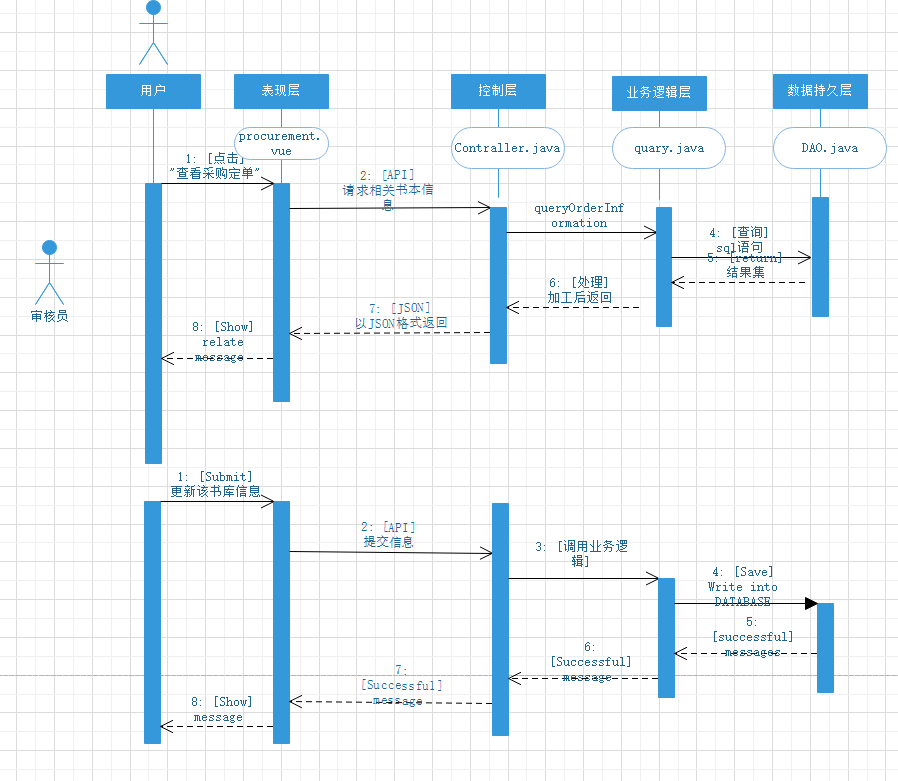 用户
表现层
控制层
业务逻辑层
数据持久层
procurement.
vue
Contraller.java
quary.java
DAO.java
1: [点击]
"查看采购定单"
2: [API]
请求相关书本信
息
queryOrderInf
ormation
4: [查询]
sql语句
5: [return]
结果集
6: [处理]
加工后返回
7: [JSON]
以JSON格式返回
8: [Show]
relate
message
审核员
1: [Submit]
更新该书库信息
2: [API]
提交信息
3: [调用业务逻
辑]
4: [Save]
Write into
DATABASE
5:
[successful]
messages
6:
[Successful]
message
7:
[Successful]
message
8: [Show]
message